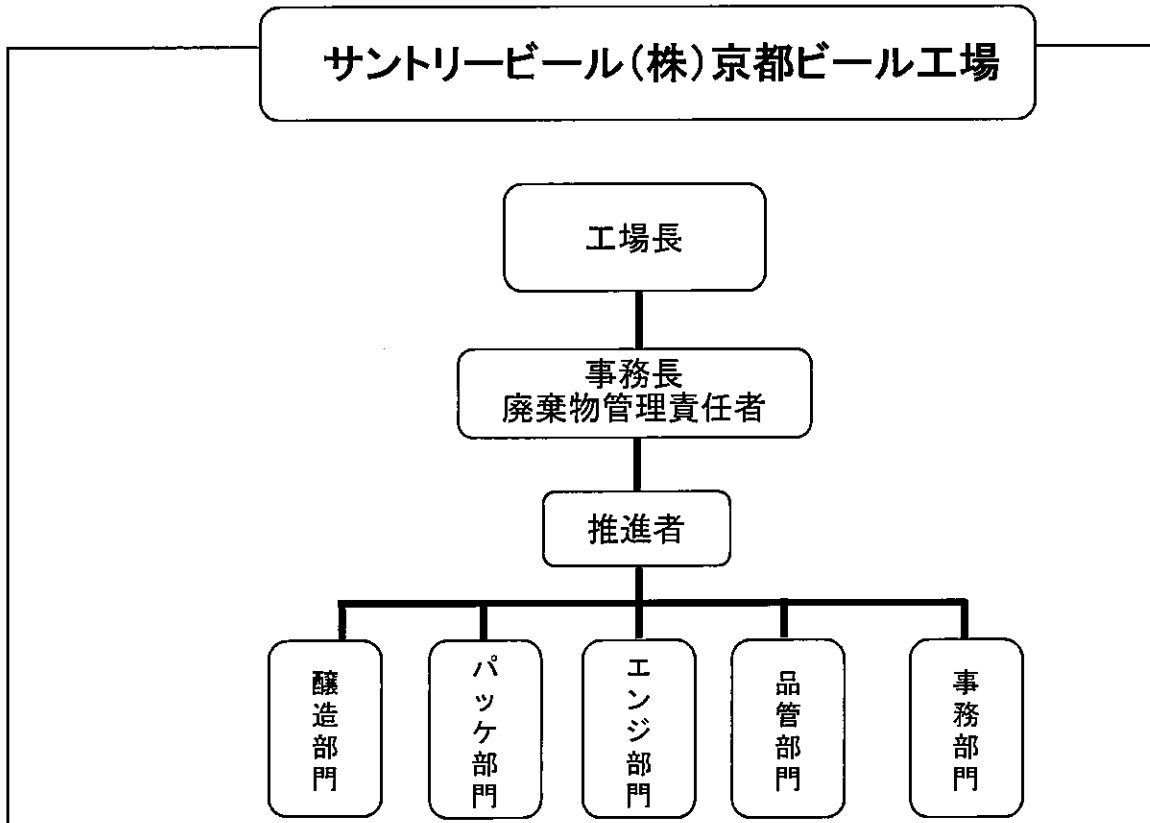 サントリービール(株)京都ビール工場
工場長
事務長
廃棄物管理責任者
推進者
醸造部門
パッケ部門
エンジ部門
品管部門
事務部門